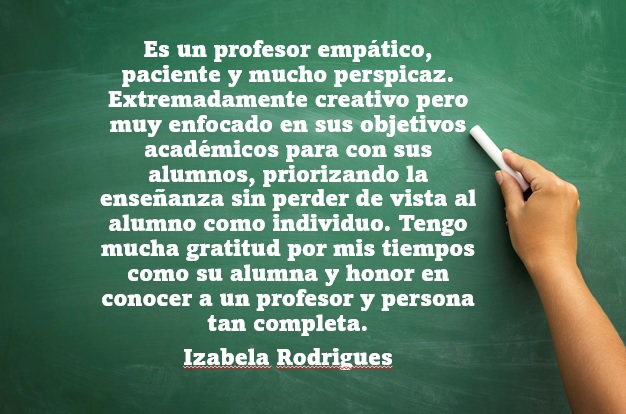 Es un profesor empático,
paciente y mucho perspicaz.
Extremadamente creativo pero
muy enfocado en sus objetivos
académicos para con sus
alumnos, priorizando la
enseñanza sin perder de vista al
alumno como individuo. Tengo
mucha gratitud por mis tiempos
como su alumna y honor en
conocer a un profesor y persona
tan completa.
Izabela Rodrigues